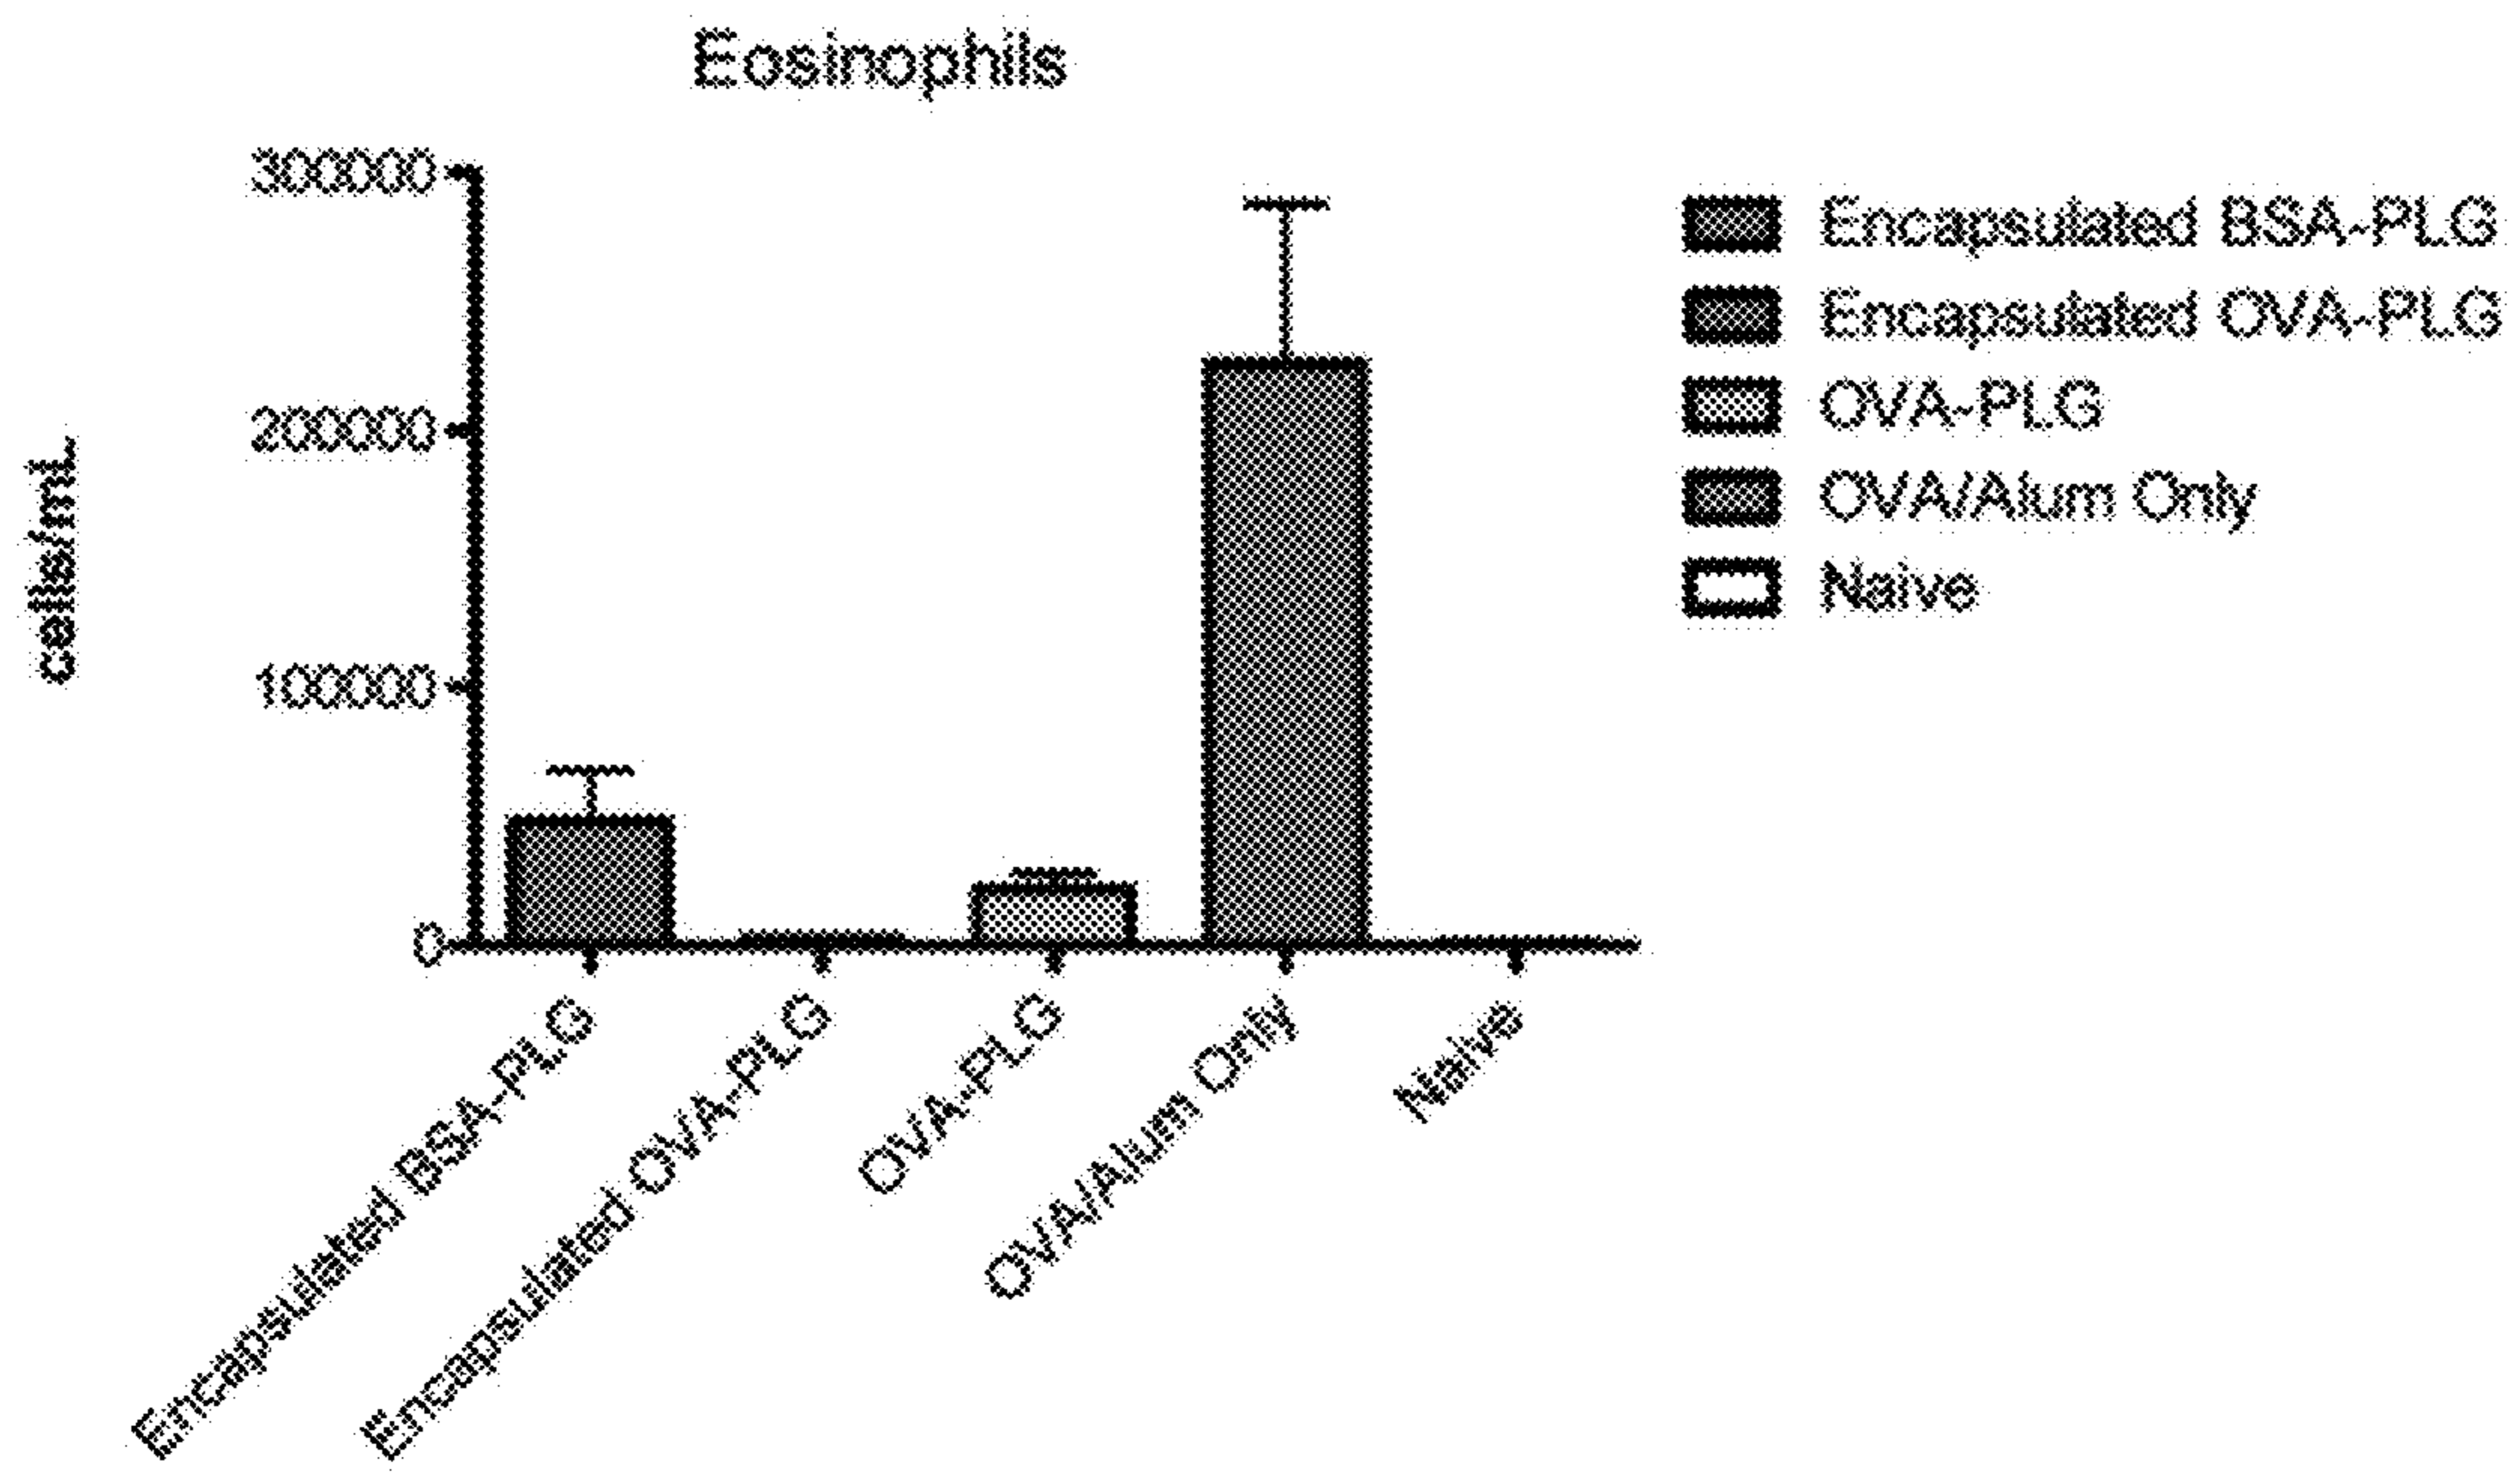 Eosinophils
300000
200000
100000
0
cells/mL
Encapsulated BSA-PLG
Encapsulated OVA-PLG
OVA-PLG
OVA/Alum Only
Naive
Encapsulated BSA-PLG
Encapsulated OVA-PLG
OVA-PLG
OVA/Alum Only
Naive